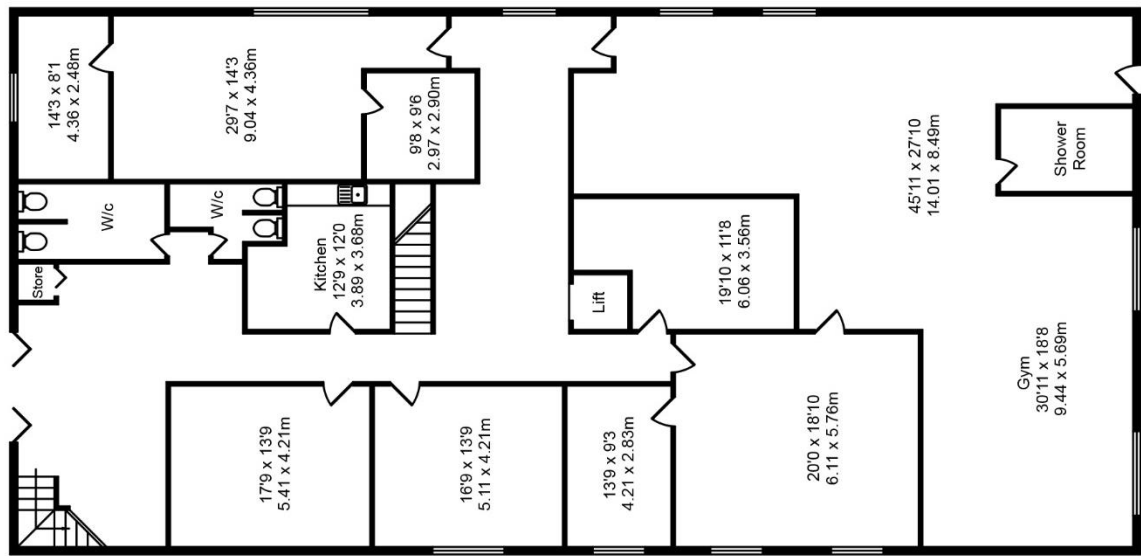 14'3 x 8'1
4.36 x 2.48m
29'7 x 14'3
9.04 x 4.36m
9'8 x 9'6
2.97 x 2.90m
45'11 x 27'10
14.01 x 8.49m
Shower
Room
W/c
W/c
Kitchen
12'9 x 12'0
3.89 x 3.68m
Store
Lift
19'10 x 11'8
6.06 x 3.56m
Gym
30'11 x 18'8
9.44 x 5.69m
17'9 x 13'9
5.41 x 4.21m
16'9 x 13'9
5.11 x 4.21m
13'9 x 9'3
4.21 x 2.83m
20'0 x 18'10
6.11 x 5.76m